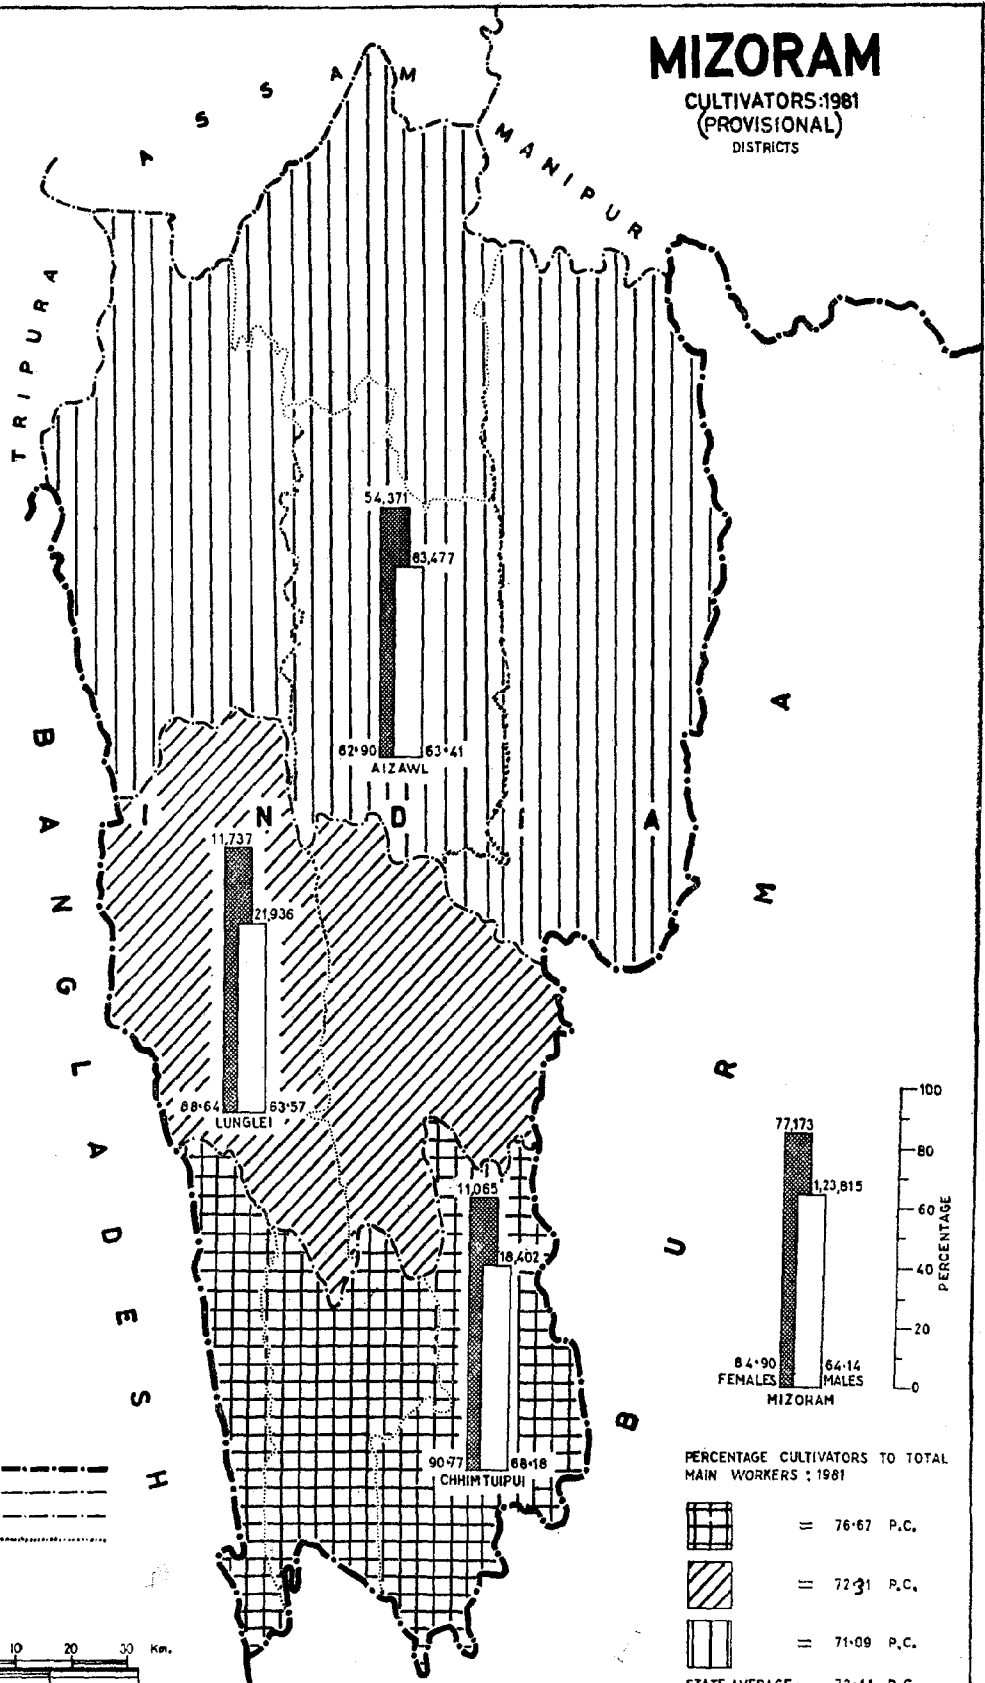 MIZORAM
CULTIVATORS:1981
(PROVISIONAL)
DISTRICTS
ASSAM
MANIPUR
TRIPURA
BANGLADESH
BURMA
INDIA
54,371
83,477
82·90
63·41
AIZAWL
11,737
21,936
88·64
63·57
LUNGLEI
11,065
18,402
90·77
68·18
CHHIMTUIPUI
77,173
1,23,815
84·90
64·14
FEMALES
MALES
MIZORAM
100
80
60
40
20
0
PERCENTAGE
PERCENTAGE CULTIVATORS TO TOTAL
MAIN WORKERS : 1981
= 76·67 P.C.
= 72·31 P.C.
= 71·09 P.C.
10 20 30 Km.